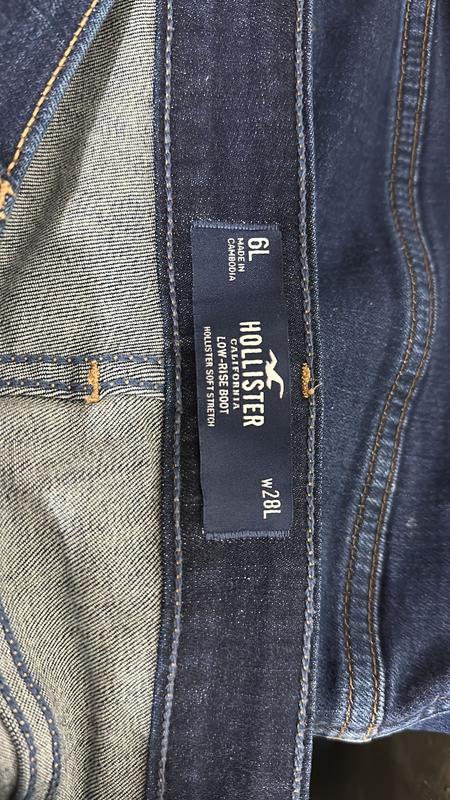 6L
MADE IN
CAMBODIA
HOLLISTER
CALIFORNIA
LOW-RISE BOOT
HOLLISTER SOFT STRETCH
W28L